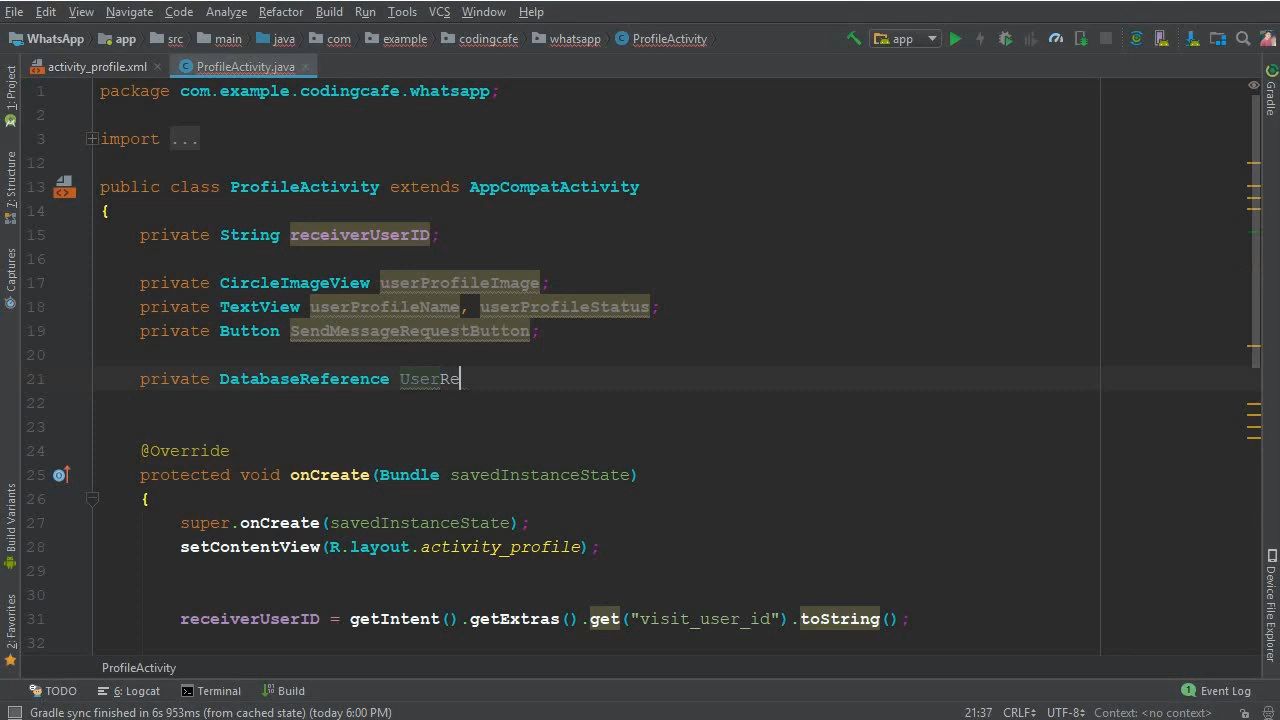 File Edit View Navigate Code Analyze Refactor Build Run Tools VCS Window Help
WhatsApp app src main java com example codingcafe whatsapp ProfileActivity app
activity_profile.xml ProfileActivity.java
1: Project
7: Structure
Captures
Build Variants
2: Favorites
1 package com.example.codingcafe.whatsapp;
2
3 import ...
12
13 public class ProfileActivity extends AppCompatActivity
14 {
15 private String receiverUserID;
16
17 private CircleImageView userProfileImage;
18 private TextView userProfileName, userProfileStatus;
19 private Button SendMessageRequestButton;
20
21 private DatabaseReference UserRe
22
23
24 @Override
25 protected void onCreate(Bundle savedInstanceState)
26 {
27 super.onCreate(savedInstanceState);
28 setContentView(R.layout.activity_profile);
29
30
31 receiverUserID = getIntent().getExtras().get("visit_user_id").toString();
32
Gradle
Device File Explorer
ProfileActivity
TODO 6: Logcat Terminal Build 1 Event Log
Gradle sync finished in 6s 953ms (from cached state) (today 6:00 PM) 21:37 CRLF UTF-8 Context: <no context>